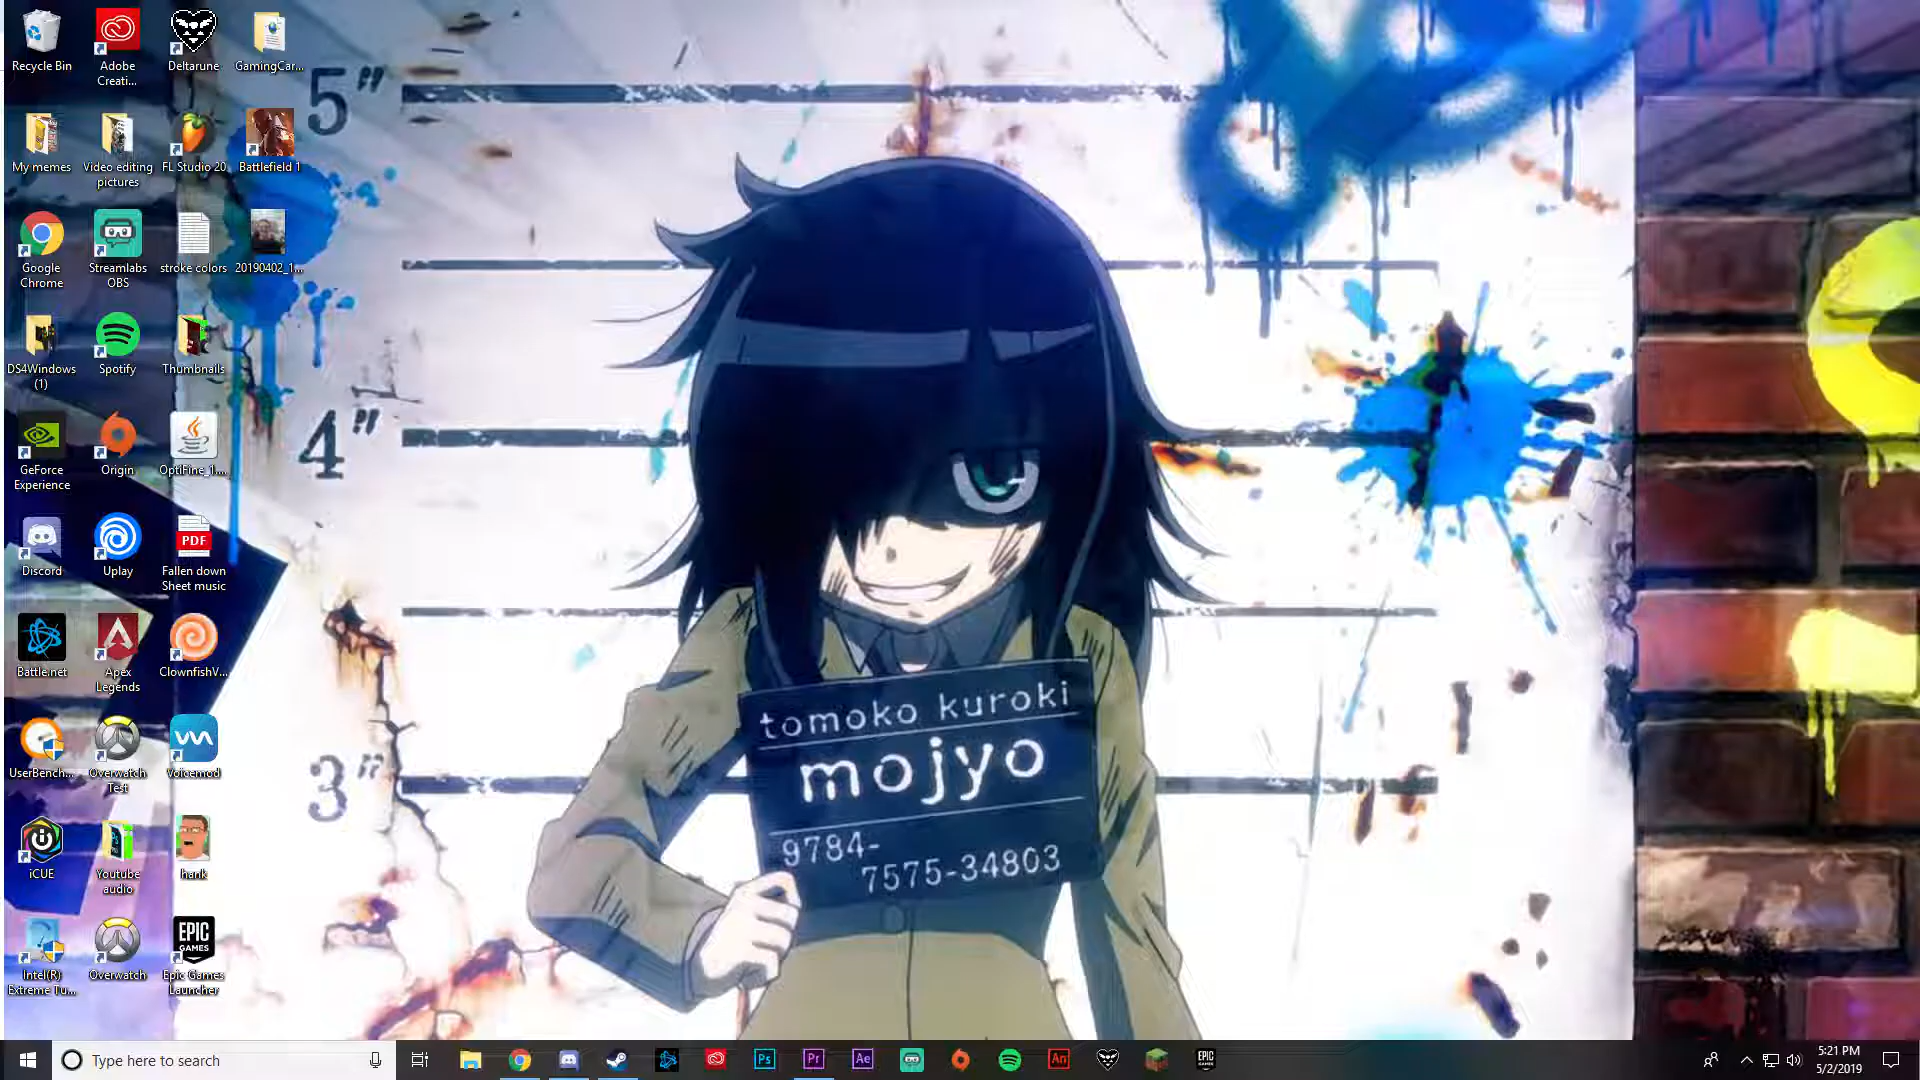 Recycle Bin
Adobe
Creati...
Deltarune
GamingCar...
My memes
Video editing
pictures
FL Studio 20
Battlefield 1
Google
Chrome
Streamlabs
OBS
stroke colors
20190402_1...
DS4Windows
(1)
Spotify
Thumbnails
GeForce
Experience
Origin
OptiFine_1....
Discord
Uplay
PDF
Fallen down
Sheet music
Battle.net
Apex
Legends
ClownfishV...
UserBench...
Overwatch
Test
Voicemod
iCUE
Youtube
audio
hank
Intel(R)
Extreme Tu...
Overwatch
EPIC
GAMES
Epic Games
Launcher
5"
4"
3"
tomoko kuroki
mojyo
9784-
7575-34803
Type here to search
Ps
Pr
Ae
An
EPIC
5:21 PM
5/2/2019